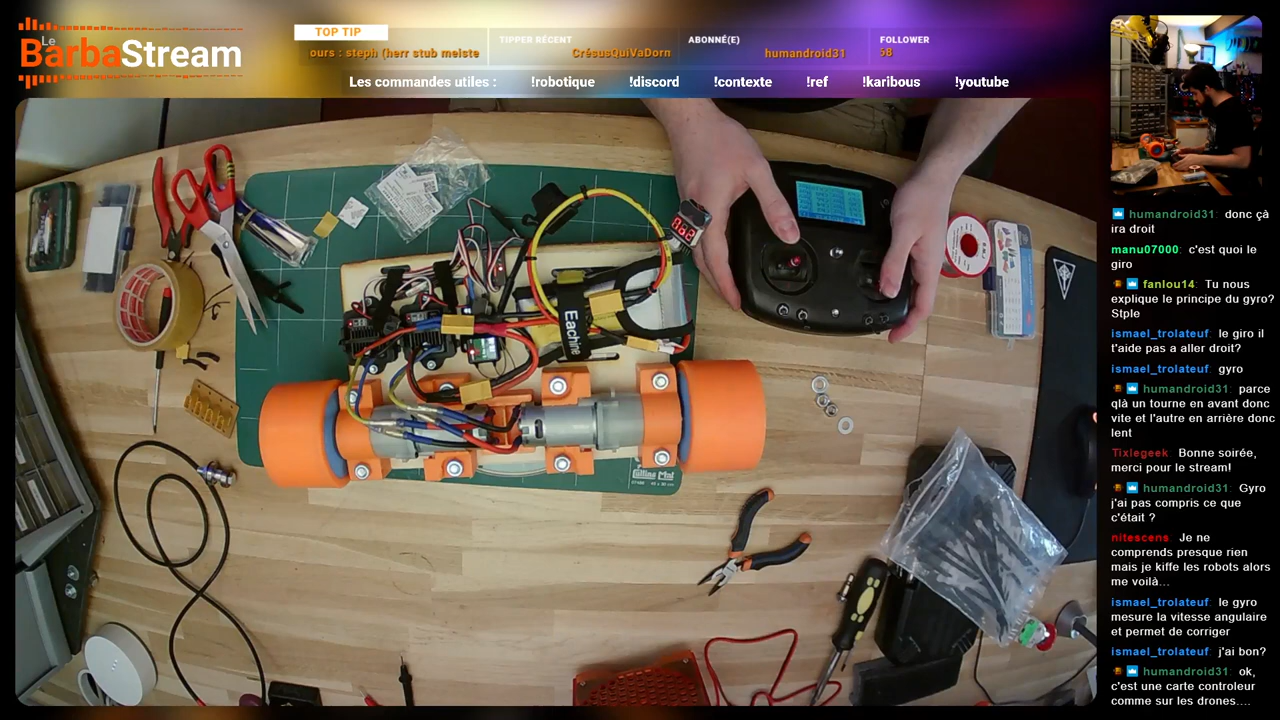 Le
BarbaStream
TOP TIP
ours : steph (herr stub meiste
TIPPER RÉCENT
CrésusQuiVaDorn
ABONNÉ(E)
humandroid31
FOLLOWER
58
Les commandes utiles : !robotique !discord !contexte !ref !karibous !youtube
humandroid31: donc çà
ira droit
manu07000: c'est quoi le
giro
fanlou14: Tu nous
explique le principe du gyro?
Stple
ismael_trolateuf: le giro il
t'aide pas a aller droit?
ismael_trolateuf: gyro
humandroid31: parce
qlà un tourne en avant donc
vite et l'autre en arrière donc
lent
Tixlegeek: Bonne soirée,
merci pour le stream!
humandroid31: Gyro
j'ai pas compris ce que
c'était ?
nitescens: Je ne
comprends presque rien
mais je kiffe les robots alors
me voilà...
ismael_trolateuf: le gyro
mesure la vitesse angulaire
et permet de corriger
ismael_trolateuf: j'ai bon?
humandroid31: ok,
c'est une carte controleur
comme sur les drones....
Eachine